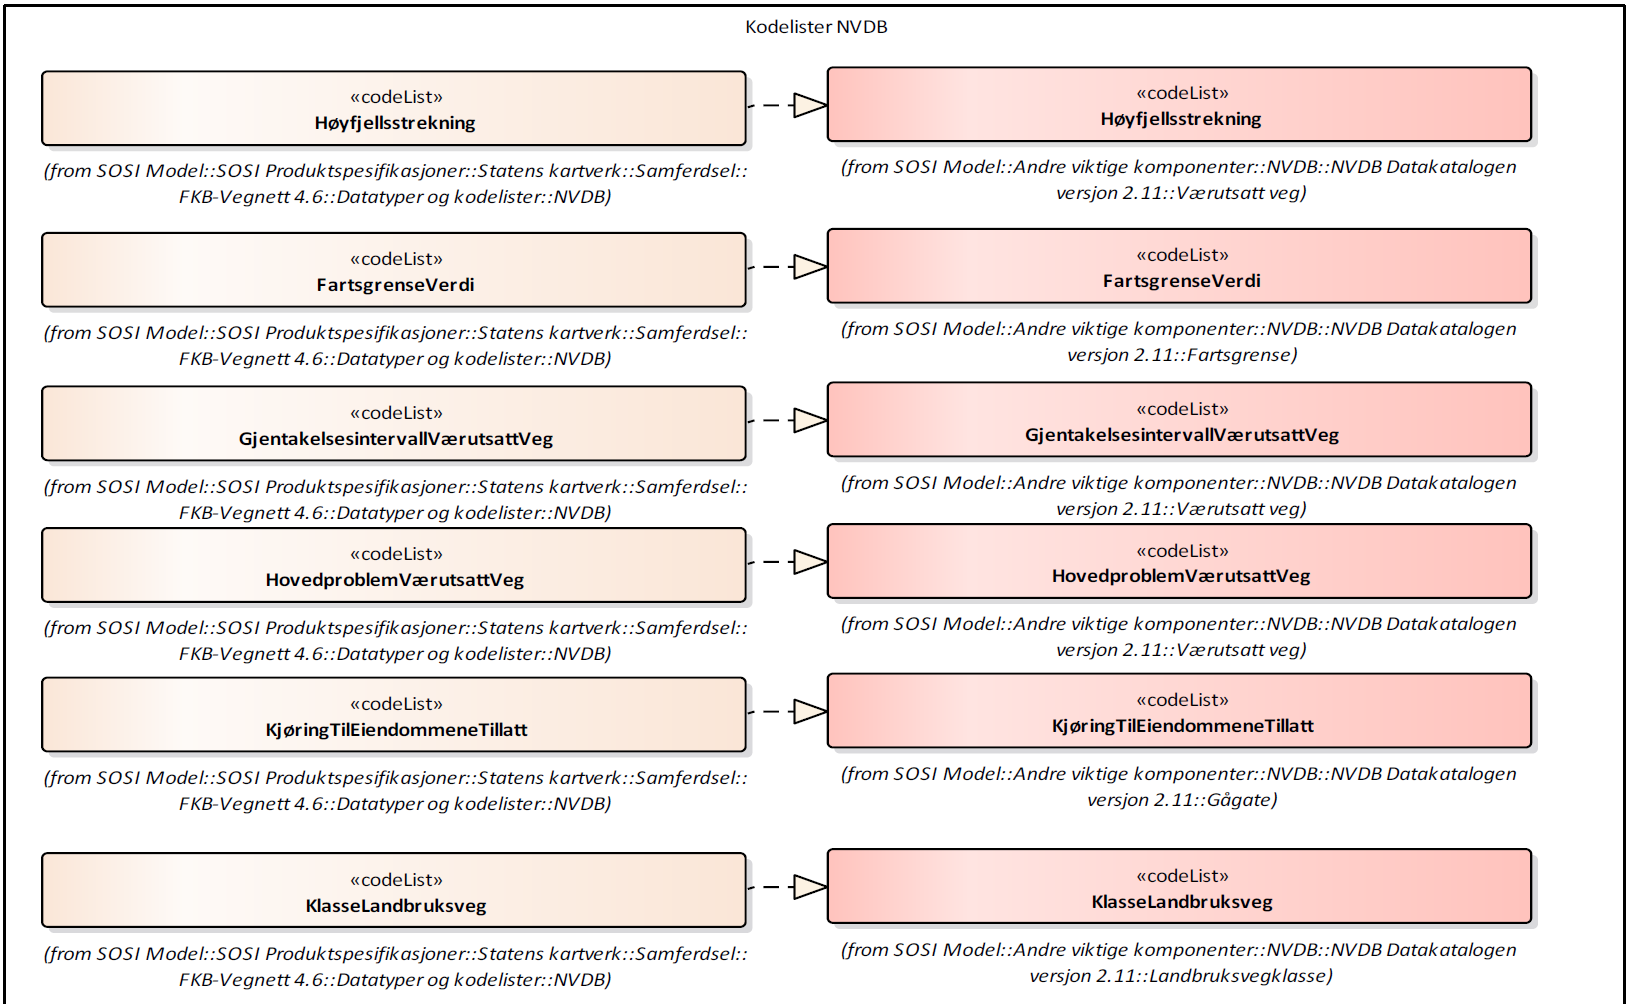 Kodelister NVDB
«codeList»
Høyfjellsstrekning
(from SOSI Model::SOSI Produktspesifikasjoner::Statens kartverk::Samferdsel::
FKB-Vegnett 4.6::Datatyper og kodelister::NVDB)
«codeList»
Høyfjellsstrekning
(from SOSI Model::Andre viktige komponenter::NVDB::NVDB Datakatalogen
versjon 2.11::Værutsatt veg)
«codeList»
FartsgrenseVerdi
(from SOSI Model::SOSI Produktspesifikasjoner::Statens kartverk::Samferdsel::
FKB-Vegnett 4.6::Datatyper og kodelister::NVDB)
«codeList»
FartsgrenseVerdi
(from SOSI Model::Andre viktige komponenter::NVDB::NVDB Datakatalogen
versjon 2.11::Fartsgrense)
«codeList»
GjentakelsesintervallVærutsattVeg
(from SOSI Model::SOSI Produktspesifikasjoner::Statens kartverk::Samferdsel::
FKB-Vegnett 4.6::Datatyper og kodelister::NVDB)
«codeList»
GjentakelsesintervallVærutsattVeg
(from SOSI Model::Andre viktige komponenter::NVDB::NVDB Datakatalogen
versjon 2.11::Værutsatt veg)
«codeList»
HovedproblemVærutsattVeg
(from SOSI Model::SOSI Produktspesifikasjoner::Statens kartverk::Samferdsel::
FKB-Vegnett 4.6::Datatyper og kodelister::NVDB)
«codeList»
HovedproblemVærutsattVeg
(from SOSI Model::Andre viktige komponenter::NVDB::NVDB Datakatalogen
versjon 2.11::Værutsatt veg)
«codeList»
KjøringTilEiendommeneTillatt
(from SOSI Model::SOSI Produktspesifikasjoner::Statens kartverk::Samferdsel::
FKB-Vegnett 4.6::Datatyper og kodelister::NVDB)
«codeList»
KjøringTilEiendommeneTillatt
(from SOSI Model::Andre viktige komponenter::NVDB::NVDB Datakatalogen
versjon 2.11::Gågate)
«codeList»
KlasseLandbruksveg
(from SOSI Model::SOSI Produktspesifikasjoner::Statens kartverk::Samferdsel::
FKB-Vegnett 4.6::Datatyper og kodelister::NVDB)
«codeList»
KlasseLandbruksveg
(from SOSI Model::Andre viktige komponenter::NVDB::NVDB Datakatalogen
versjon 2.11::Landbruksvegklasse)